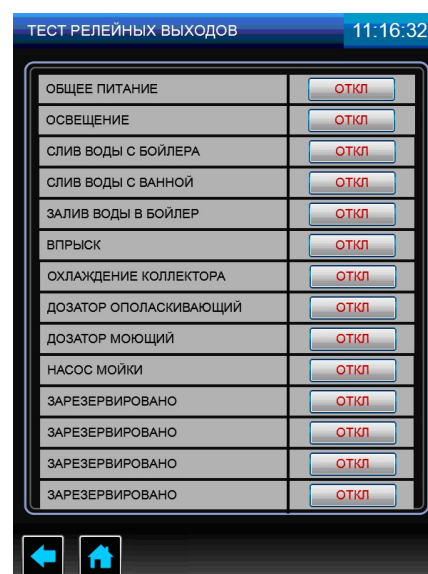 ТЕСТ РЕЛЕЙНЫХ ВЫХОДОВ 11:16:32
ОБЩЕЕ ПИТАНИЕ ОТКЛ
ОСВЕЩЕНИЕ ОТКЛ
СЛИВ ВОДЫ С БОЙЛЕРА ОТКЛ
СЛИВ ВОДЫ С ВАННОЙ ОТКЛ
ЗАЛИВ ВОДЫ В БОЙЛЕР ОТКЛ
ВПРЫСК ОТКЛ
ОХЛАЖДЕНИЕ КОЛЛЕКТОРА ОТКЛ
ДОЗАТОР ОПОЛАСКИВАЮЩИЙ ОТКЛ
ДОЗАТОР МОЮЩИЙ ОТКЛ
НАСОС МОЙКИ ОТКЛ
ЗАРЕЗЕРВИРОВАНО ОТКЛ
ЗАРЕЗЕРВИРОВАНО ОТКЛ
ЗАРЕЗЕРВИРОВАНО ОТКЛ
ЗАРЕЗЕРВИРОВАНО ОТКЛ